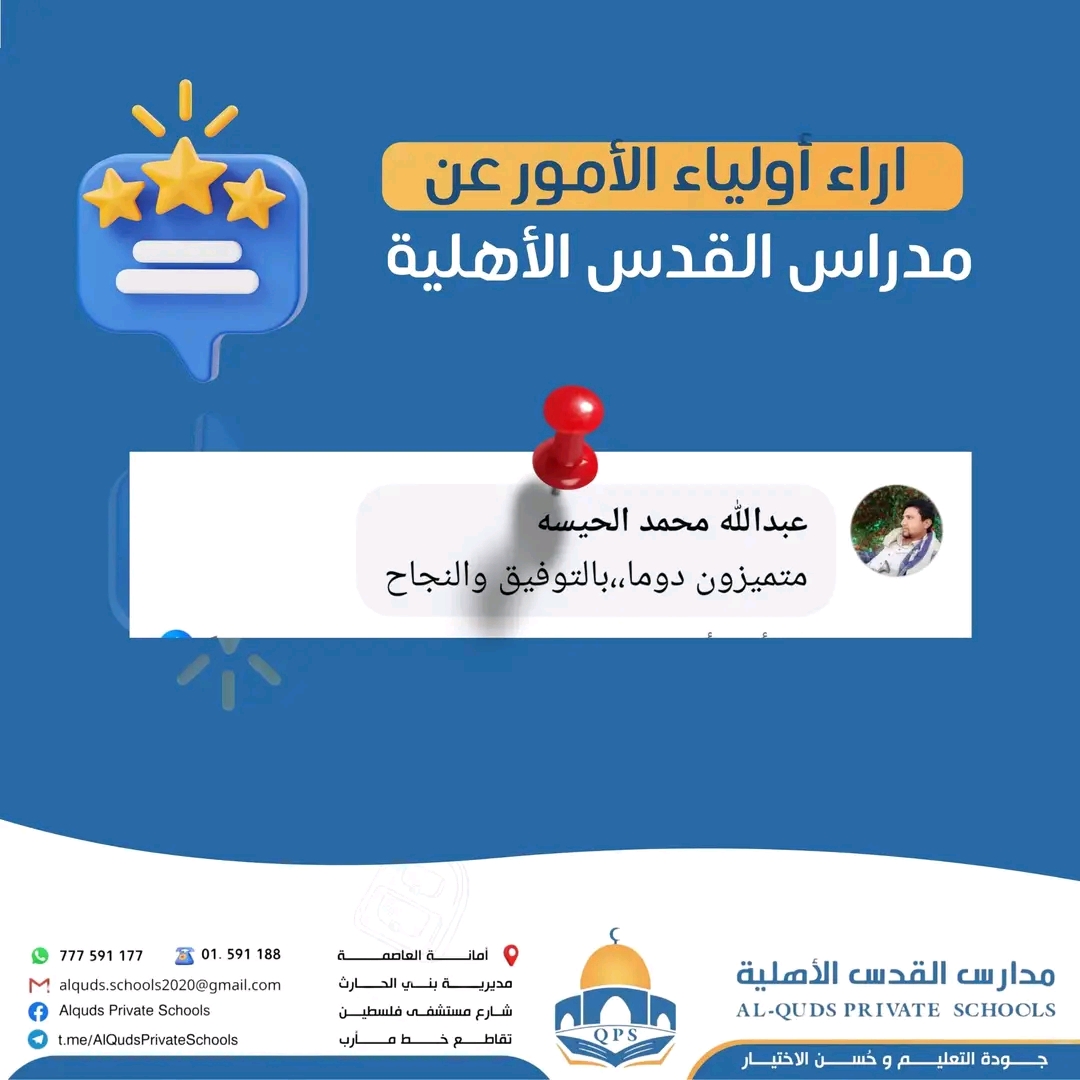 اراء أولياء الأمور عن
مدراس القدس الأهلية
عبدالله محمد الحيسه
متميزون دوما،،بالتوفيق والنجاح
مدارس القدس الأهلية
AL-QUDS PRIVATE SCHOOLS
جودة التعليم و حُسن الاختيار
QPS
أمانة العاصمة
مديرية بني الحارث
شارع مستشفى فلسطين
تقاطع خط مأرب
777 591 177
01. 591 188
alquds.schools2020@gmail.com
Alquds Private Schools
t.me/AlQudsPrivateSchools